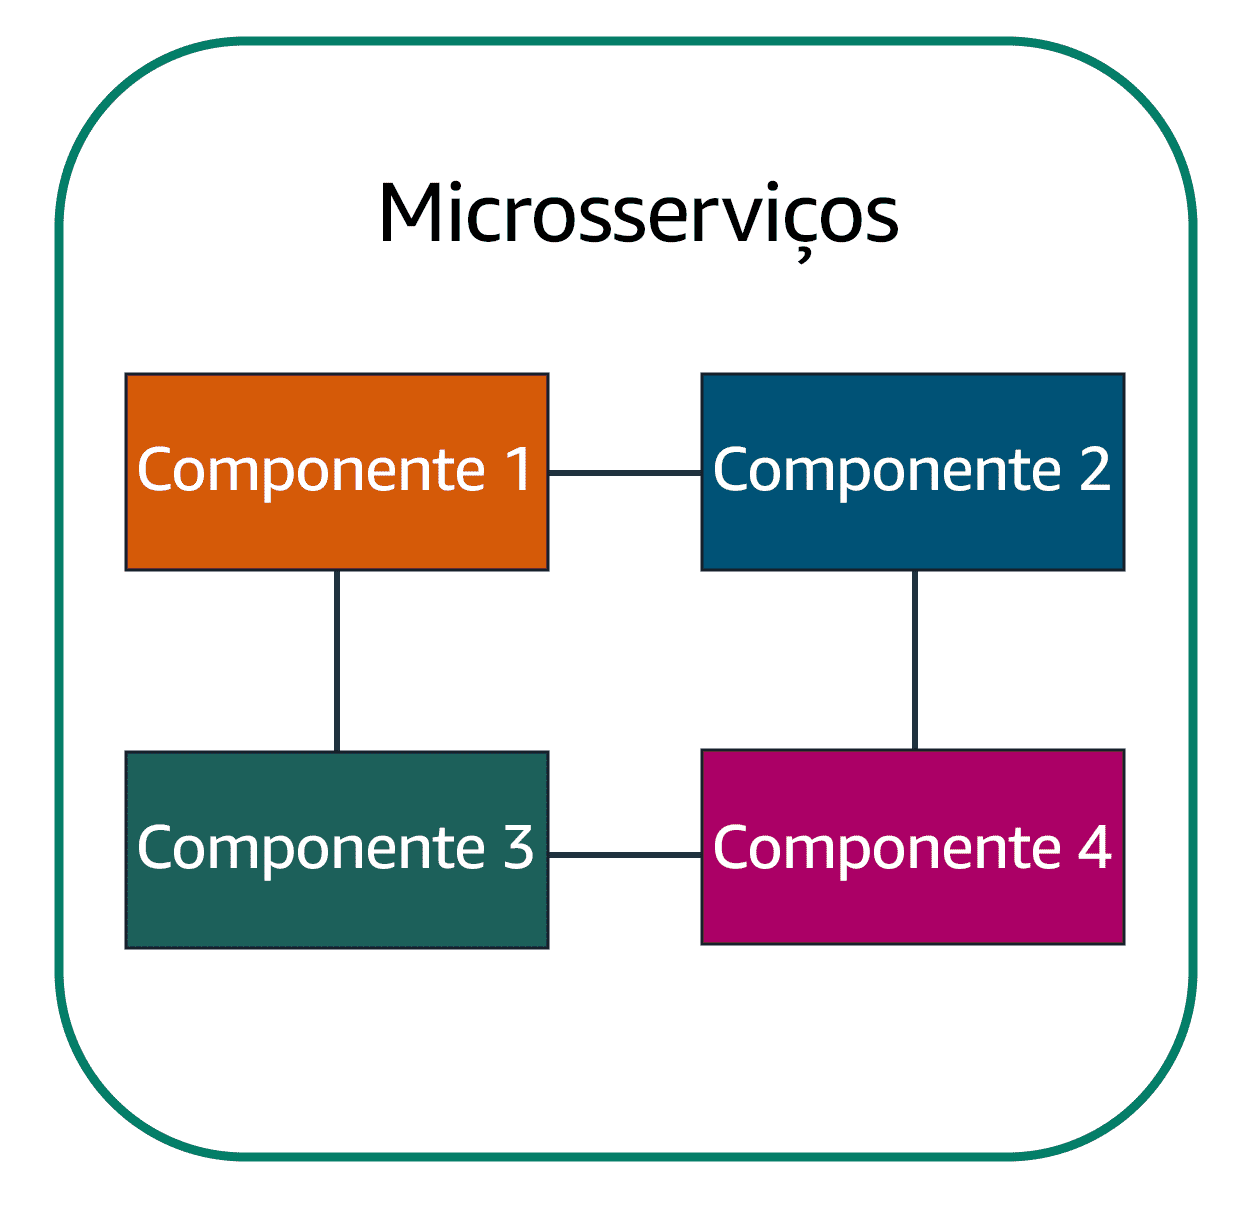 Microsserviços
Componente 1
Componente 2
Componente 3
Componente 4